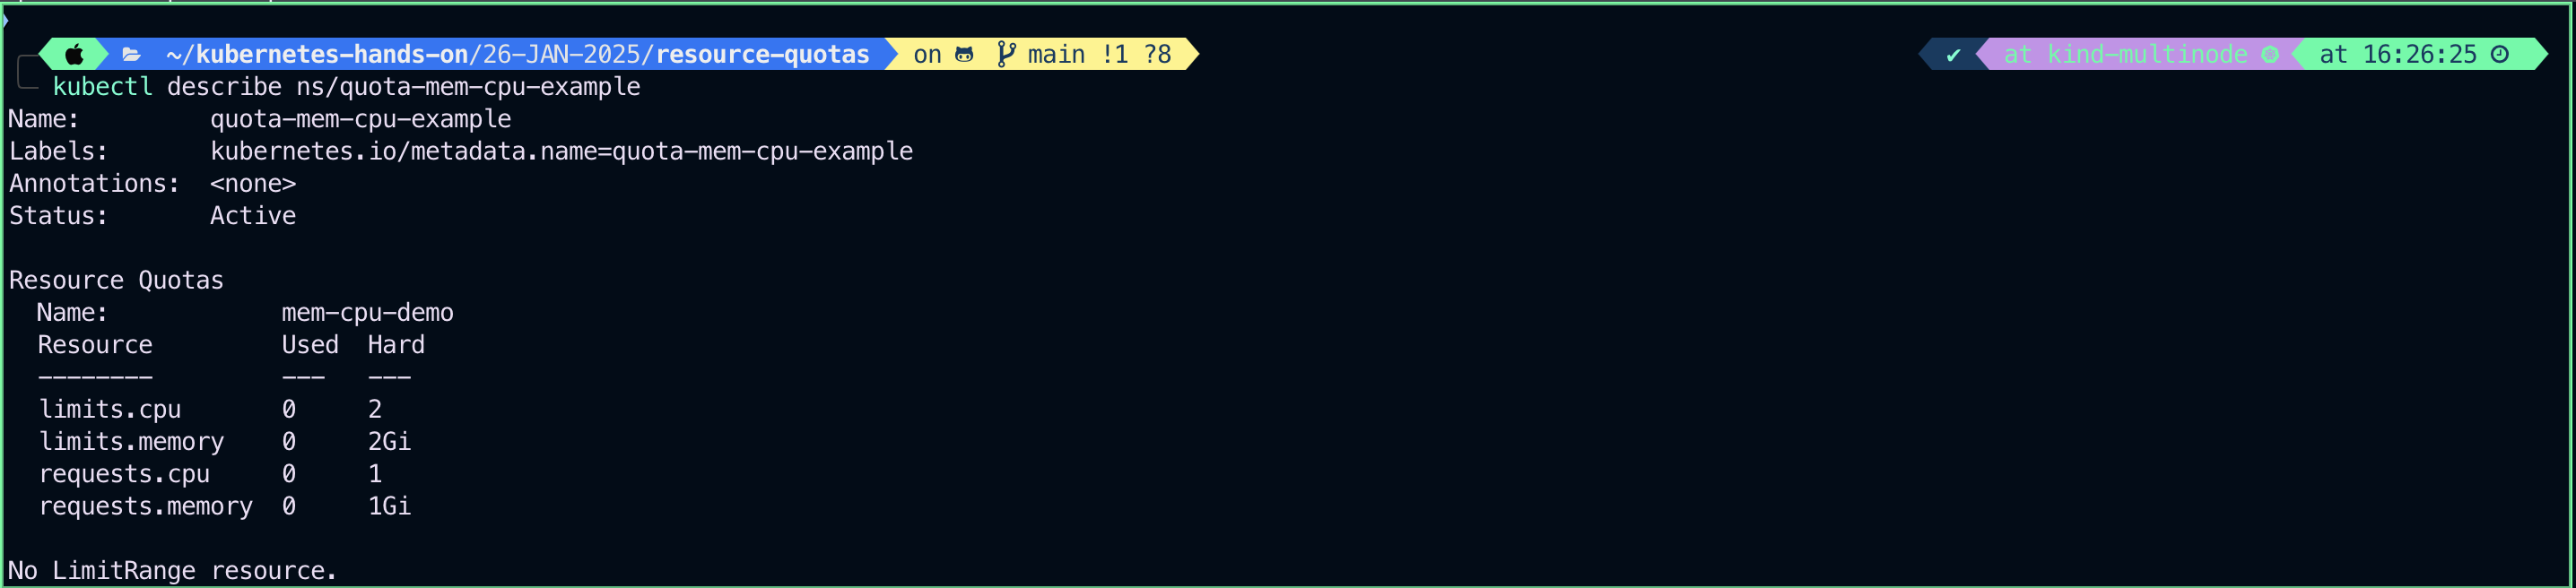 ~/kubernetes-hands-on/26-JAN-2025/resource-quotas on main !1 ?8 ✔ at kind-multinode at 16:26:25
kubectl describe ns/quota-mem-cpu-example
Name: quota-mem-cpu-example
Labels: kubernetes.io/metadata.name=quota-mem-cpu-example
Annotations: <none>
Status: Active
Resource Quotas
Name: mem-cpu-demo
Resource Used Hard
-------- --- ---
limits.cpu 0 2
limits.memory 0 2Gi
requests.cpu 0 1
requests.memory 0 1Gi
No LimitRange resource.